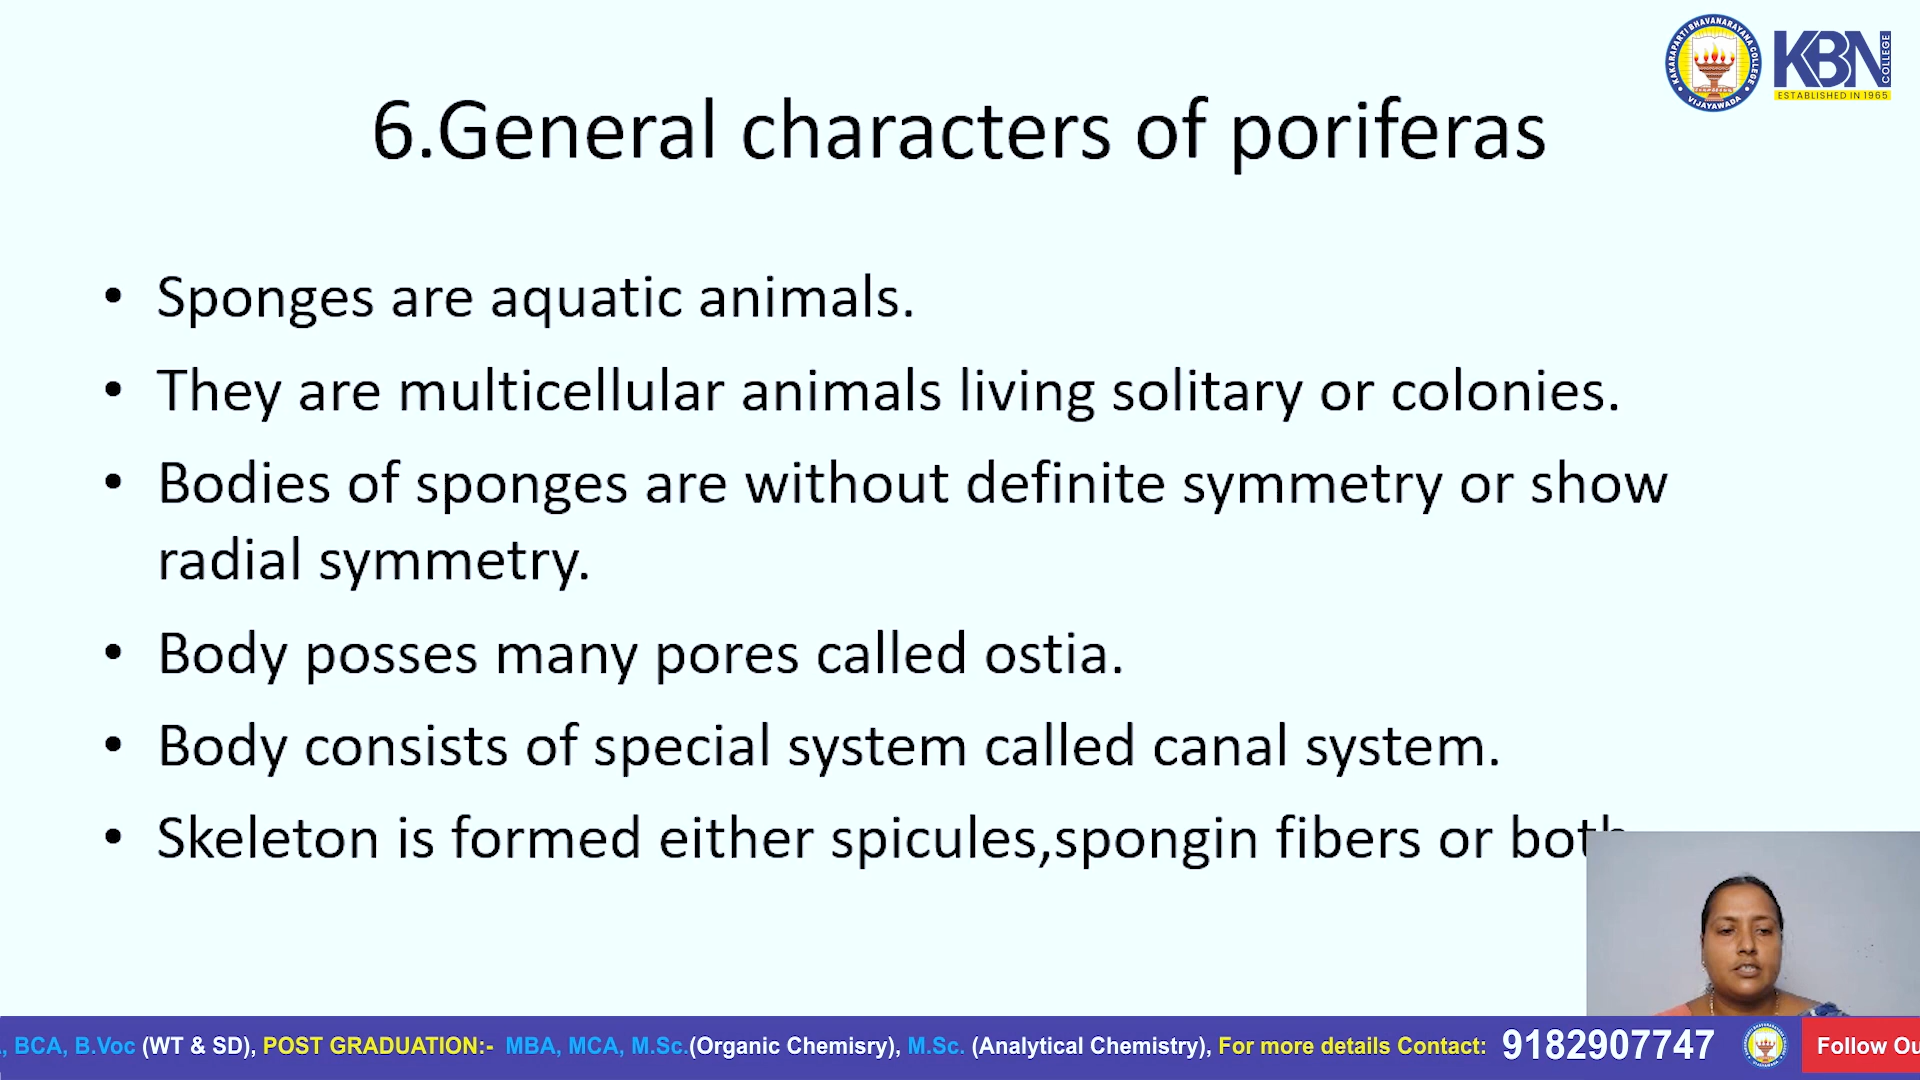 KAKARAPARTI BHAVANARAYANA COLLEGE
VIJAYAWADA
KBN
COLLEGE
ESTABLISHED IN 1965
6.General characters of poriferas
• Sponges are aquatic animals.
• They are multicellular animals living solitary or colonies.
• Bodies of sponges are without definite symmetry or show
radial symmetry.
• Body posses many pores called ostia.
• Body consists of special system called canal system.
• Skeleton is formed either spicules,spongin fibers or both
, BCA, B.Voc (WT & SD), POST GRADUATION:- MBA, MCA, M.Sc.(Organic Chemisry), M.Sc. (Analytical Chemistry), For more details Contact: 9182907747
Follow Ou